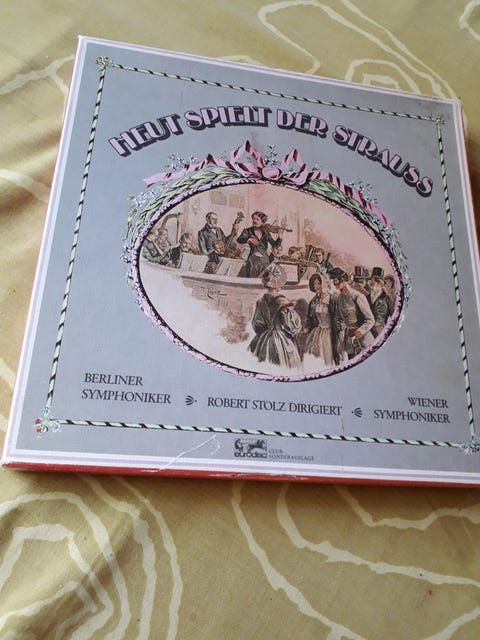 HEUT SPIELT DER STRAUSS
BERLINER
SYMPHONIKER
ROBERT STOLZ DIRIGIERT
WIENER
SYMPHONIKER
eurodisc
CLUB-
SONDERAUFLAGE